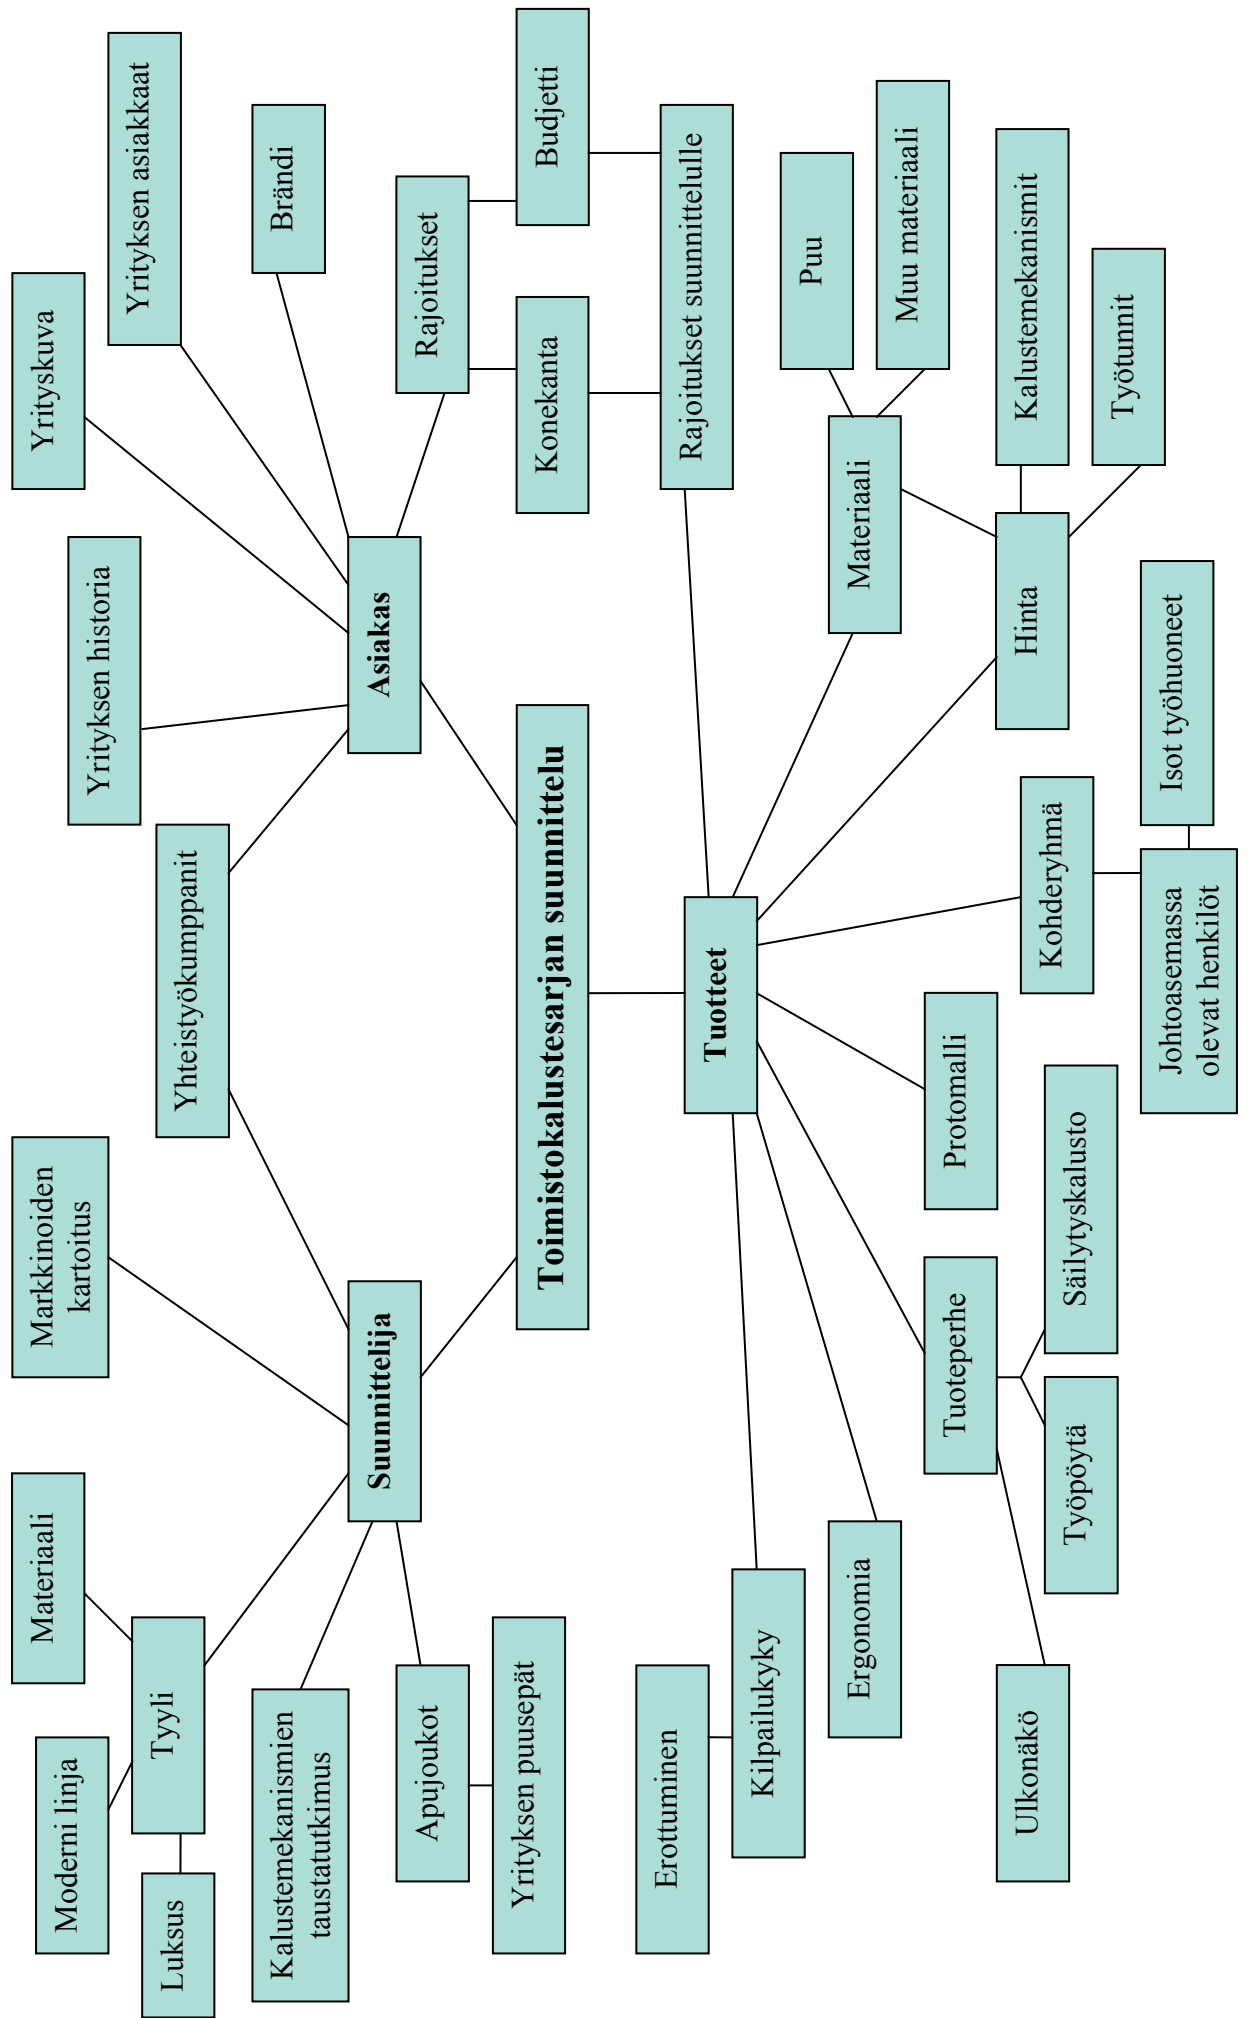 Materiaali
Markkinoiden
kartoitus
Yrityskuva
Moderni linja
Yrityksen historia
Yrityksen asiakkaat
Luksus
Tyyli
Yhteistyökumppanit
Kalustemekanismien
taustatutkimus
Brändi
Suunnittelija
Asiakas
Apujoukot
Rajoitukset
Yrityksen puusepät
Toimistokalustesarjan suunnittelu
Konekanta
Budjetti
Erottuminen
Rajoitukset suunnittelulle
Tuotteet
Kilpailukyky
Puu
Ergonomia
Materiaali
Muu materiaali
Tuoteperhe
Protomalli
Ulkonäkö
Hinta
Kalustemekanismit
Kohderyhmä
Työpöytä
Säilytyskalusto
Työtunnit
Johtoasemassa
olevat henkilöt
Isot työhuoneet